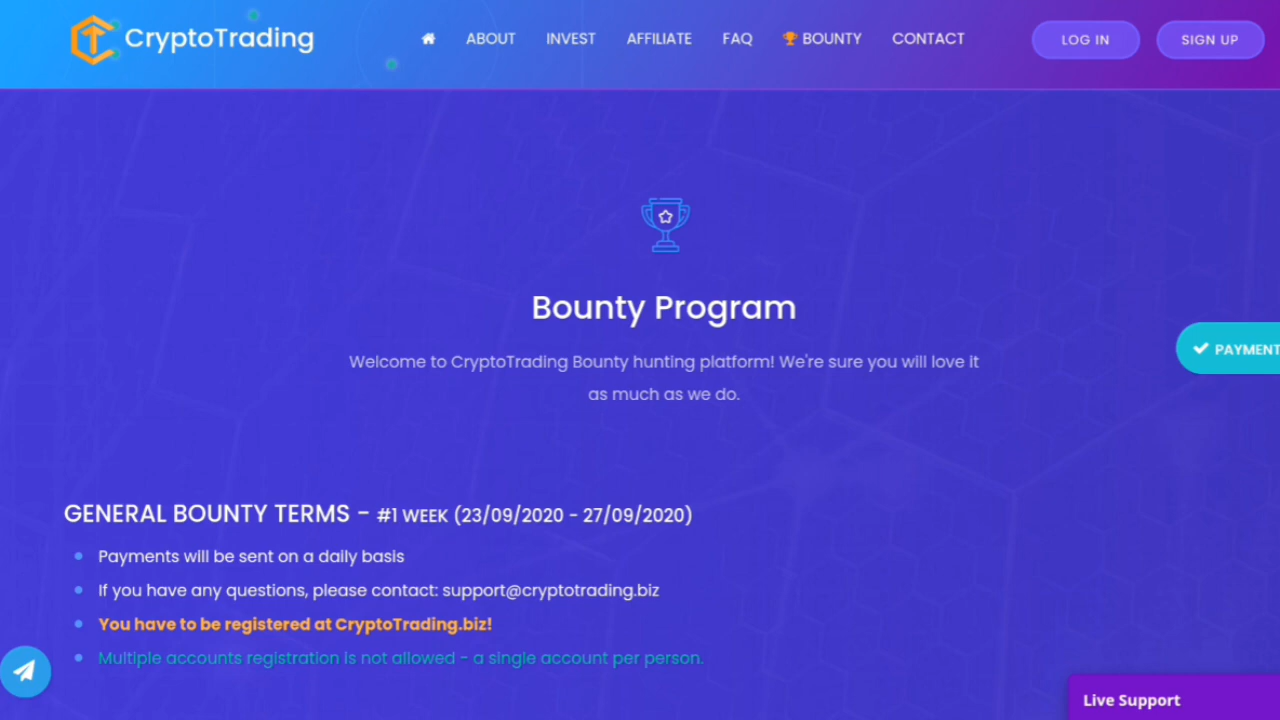 CryptoTrading
ABOUT INVEST AFFILIATE FAQ BOUNTY CONTACT LOG IN SIGN UP
Bounty Program
Welcome to CryptoTrading Bounty hunting platform! We're sure you will love it
as much as we do.
PAYMENT
GENERAL BOUNTY TERMS - #1 WEEK (23/09/2020 - 27/09/2020)
Payments will be sent on a daily basis
If you have any questions, please contact: support@cryptotrading.biz
You have to be registered at CryptoTrading.biz!
Multiple accounts registration is not allowed - a single account per person.
Live Support